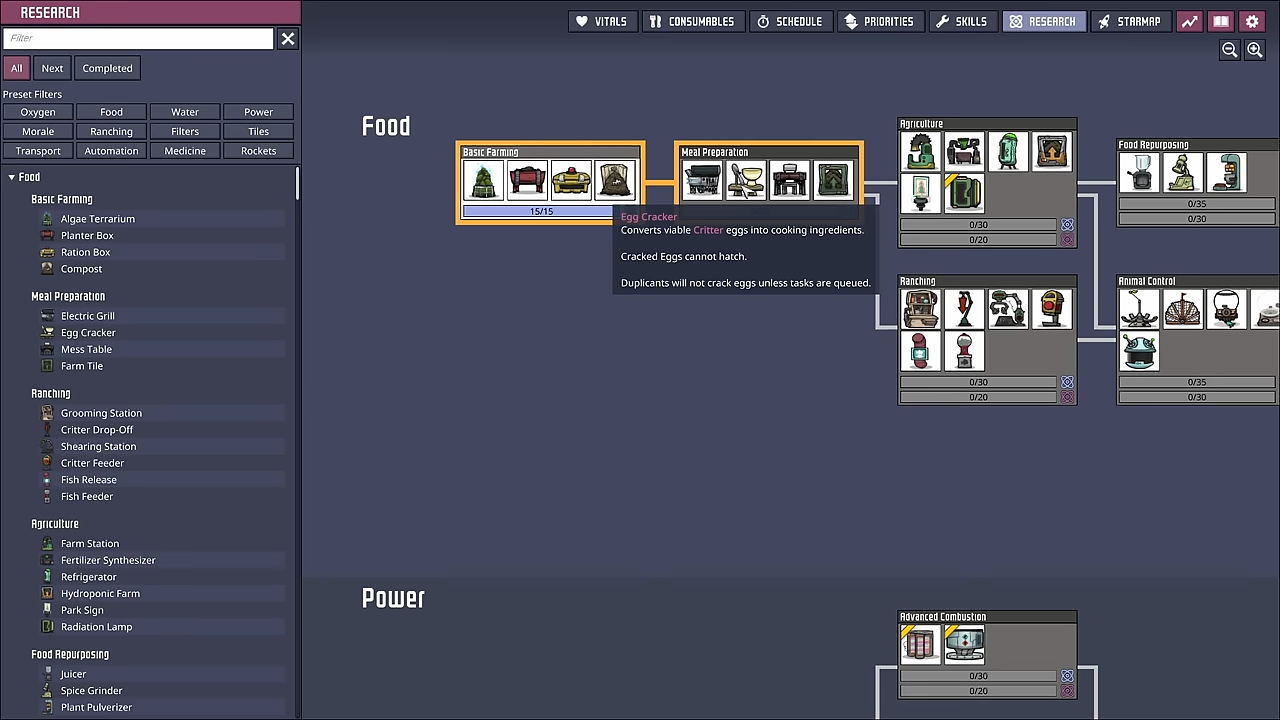 RESEARCH
VITALS
CONSUMABLES
SCHEDULE
PRIORITIES
SKILLS
RESEARCH
STARMAP
Filter
All
Next
Completed
Preset Filters
Oxygen
Food
Water
Power
Morale
Ranching
Filters
Tiles
Transport
Automation
Medicine
Rockets
Food
Basic Farming
Algae Terrarium
Planter Box
Ration Box
Compost
Meal Preparation
Electric Grill
Egg Cracker
Mess Table
Farm Tile
Ranching
Grooming Station
Critter Drop-Off
Shearing Station
Critter Feeder
Fish Release
Fish Feeder
Agriculture
Farm Station
Fertilizer Synthesizer
Refrigerator
Hydroponic Farm
Park Sign
Radiation Lamp
Food Repurposing
Juicer
Spice Grinder
Plant Pulverizer
Food
Basic Farming
15/15
Meal Preparation
Egg Cracker
Converts viable Critter eggs into cooking ingredients.
Cracked Eggs cannot hatch.
Duplicants will not crack eggs unless tasks are queued.
Agriculture
0/30
0/20
Food Repurposing
0/35
0/30
Ranching
0/30
0/20
Animal Control
0/35
0/30
Power
Advanced Combustion
0/30
0/20